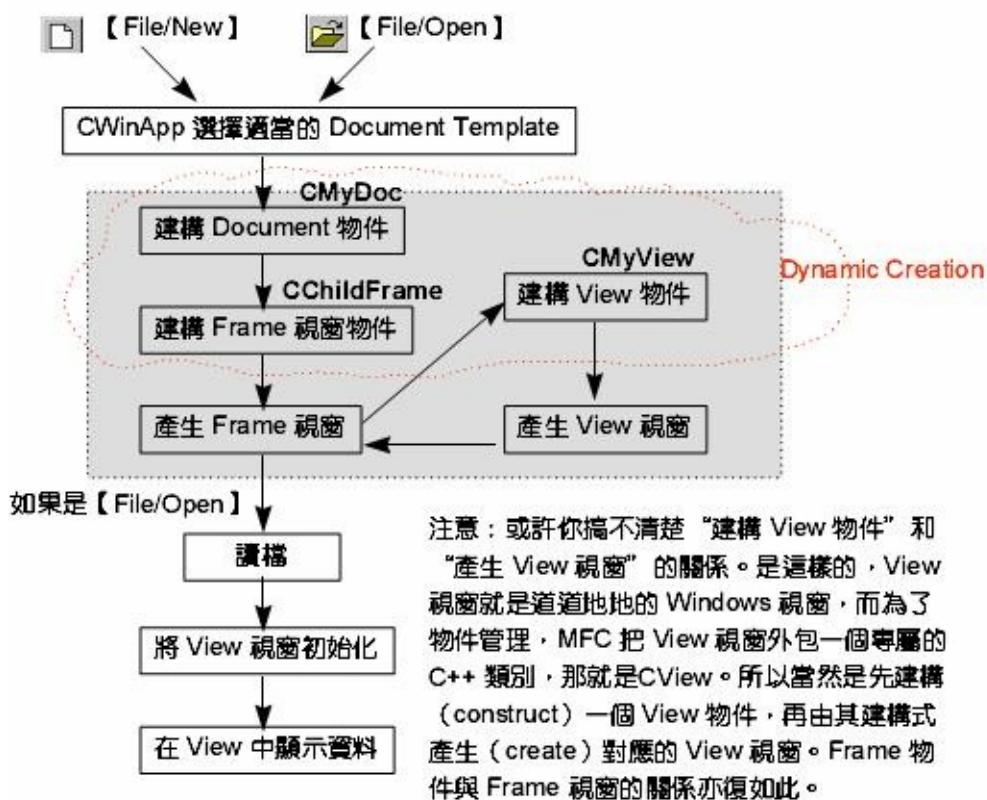 【File/New】
【File/Open】
CWinApp 選擇適當的 Document Template
CMyDoc
建構 Document 物件
CMyView
Dynamic Creation
CChildFrame
建構 View 物件
建構 Frame 視窗物件
產生 Frame 視窗
產生 View 視窗
如果是【File/Open】
讀檔
將 View 視窗初始化
在 View 中顯示資料
注意：或許你搞不清楚“建構 View 物件”和
“產生 View 視窗”的關係。是這樣的，View
視窗就是道道地地的 Windows 視窗，而為了
物件管理，MFC 把 View 視窗外包一個專屬的
C++ 類別，那就是CView。所以當然是先建構
（construct）一個 View 物件，再由其建構式
產生（create）對應的 View 視窗。Frame 物
件與 Frame 視窗的關係亦復如此。